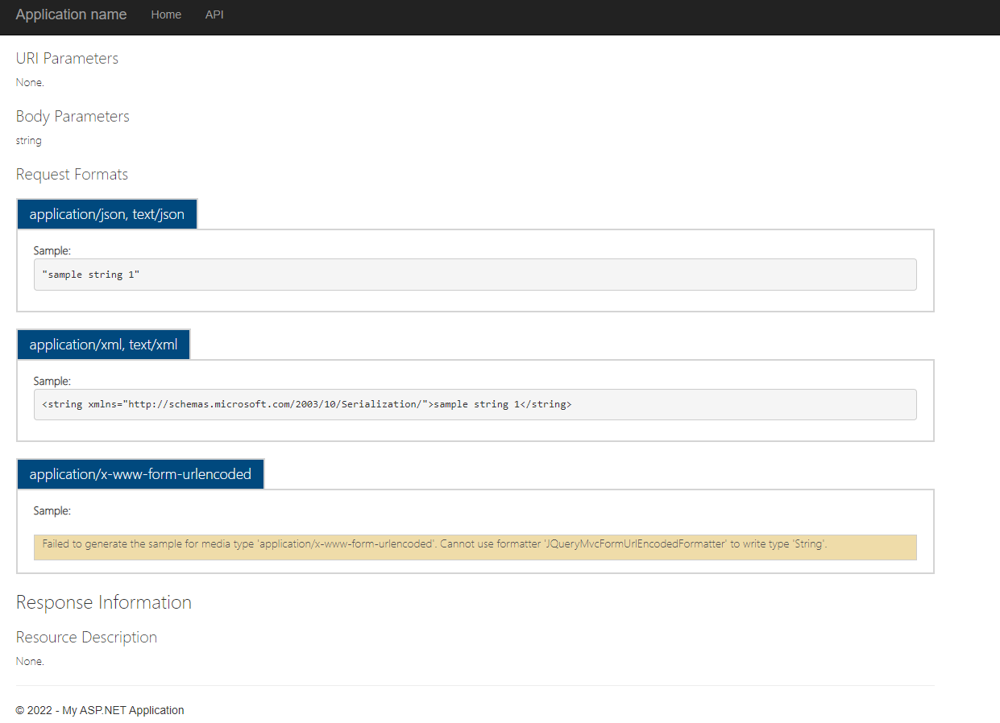 Application name Home API
URI Parameters
None.
Body Parameters
string
Request Formats
application/json, text/json
Sample:
"sample string 1"
application/xml, text/xml
Sample:
<string xmlns="http://schemas.microsoft.com/2003/10/Serialization/">sample string 1</string>
application/x-www-form-urlencoded
Sample:
Failed to generate the sample for media type 'application/x-www-form-urlencoded'. Cannot use formatter 'JQueryMvcFormUrlEncodedFormatter' to write type 'String'.
Response Information
Resource Description
None.
© 2022 - My ASP.NET Application